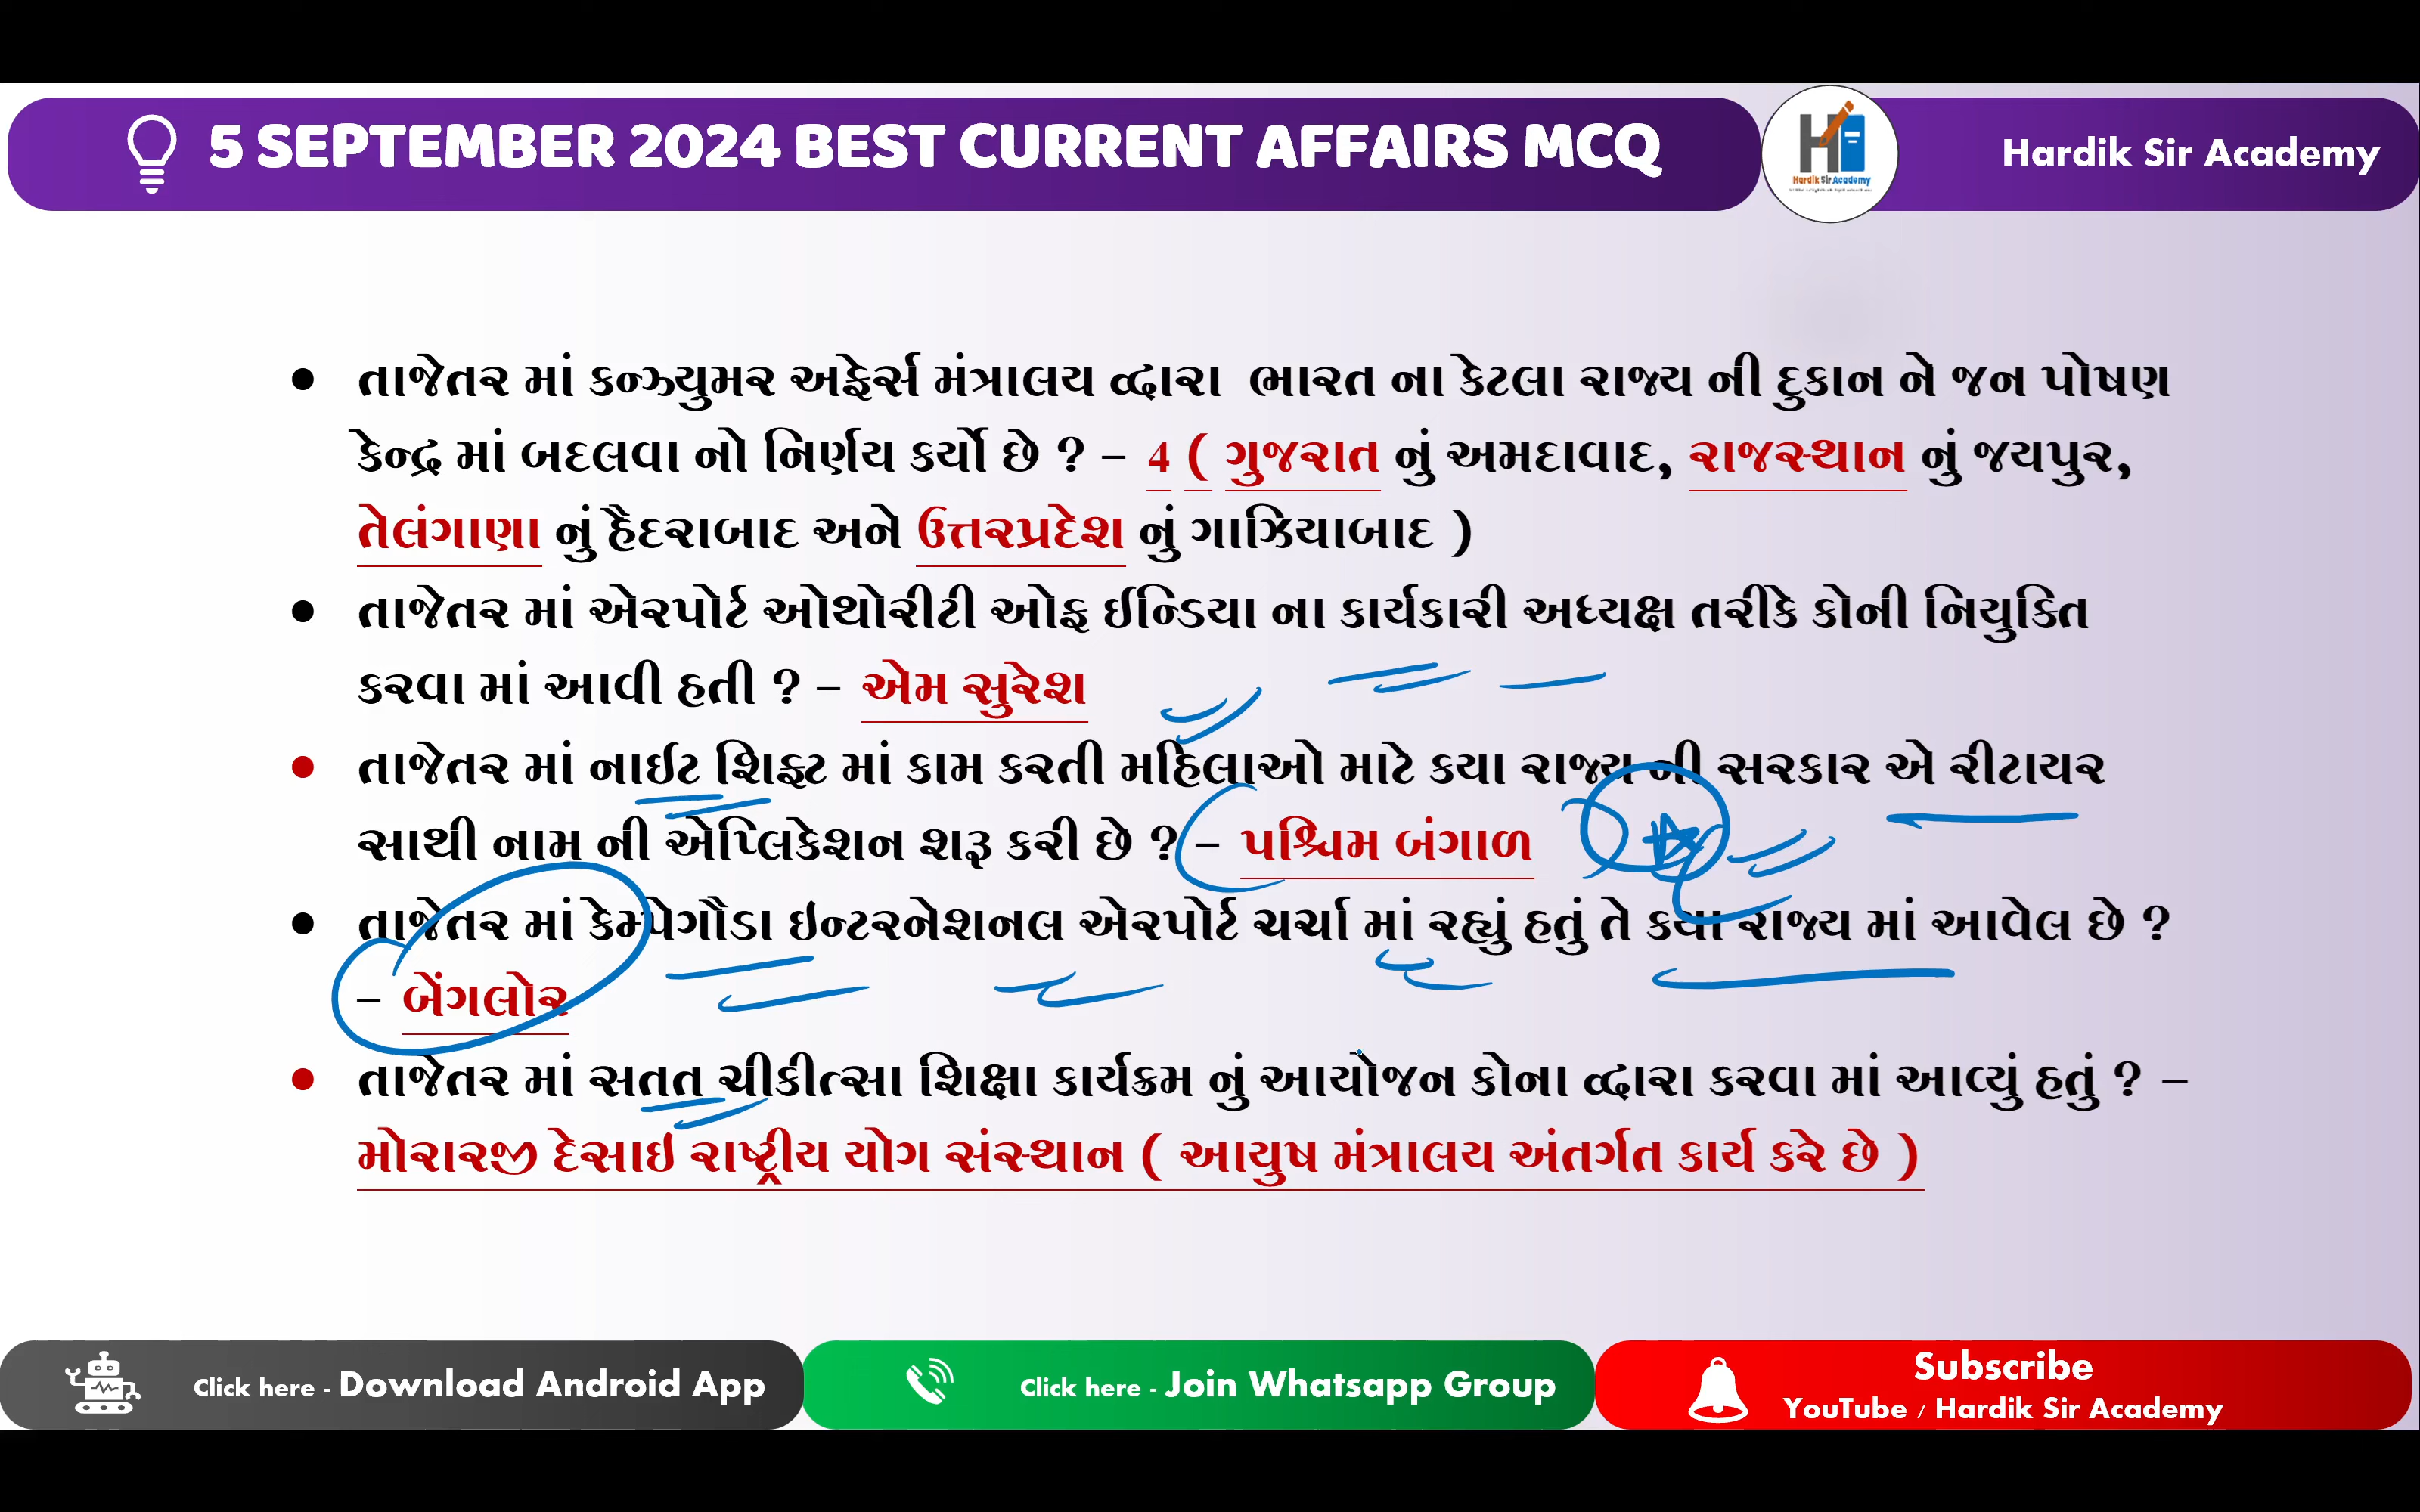 5 SEPTEMBER 2024 BEST CURRENT AFFAIRS MCQ
Hardik Sir Academy
Hardik Sir Academy
• તાજેતર માં કન્ઝ્યુમર અફેર્સ મંત્રાલય દ્વારા ભારત ના કેટલા રાજ્ય ની દુકાન ને જન પોષણ
કેન્દ્ર માં બદલવા નો નિર્ણય કર્યો છે ? – 4 ( ગુજરાત નું અમદાવાદ, રાજસ્થાન નું જયપુર,
તેલંગાણા નું હૈદરાબાદ અને ઉત્તરપ્રદેશ નું ગાઝિયાબાદ )
• તાજેતર માં એરપોર્ટ ઓથોરીટી ઓફ ઈન્ડિયા ના કાર્યકારી અધ્યક્ષ તરીકે કોની નિયુક્તિ
કરવા માં આવી હતી ? – એમ સુરેશ
• તાજેતર માં નાઈટ શિફ્ટ માં કામ કરતી મહિલાઓ માટે કયા રાજ્ય ની સરકાર એ રીટાયર
સાથી નામ ની એપ્લિકેશન શરૂ કરી છે ? – પશ્ચિમ બંગાળ
• તાજેતર માં કેમ્પેગૌડા ઇન્ટરનેશનલ એરપોર્ટ ચર્ચા માં રહ્યું હતું તે કયા રાજ્ય માં આવેલ છે ?
– બેંગલોર
• તાજેતર માં સતત ચીકીત્સા શિક્ષા કાર્યક્રમ નું આયોજન કોના દ્વારા કરવા માં આવ્યું હતું ? –
મોરારજી દેસાઇ રાષ્ટ્રીય યોગ સંસ્થાન ( આયુષ મંત્રાલય અંતર્ગત કાર્ય કરે છે )
Click here - Download Android App
Click here - Join Whatsapp Group
Subscribe
YouTube / Hardik Sir Academy